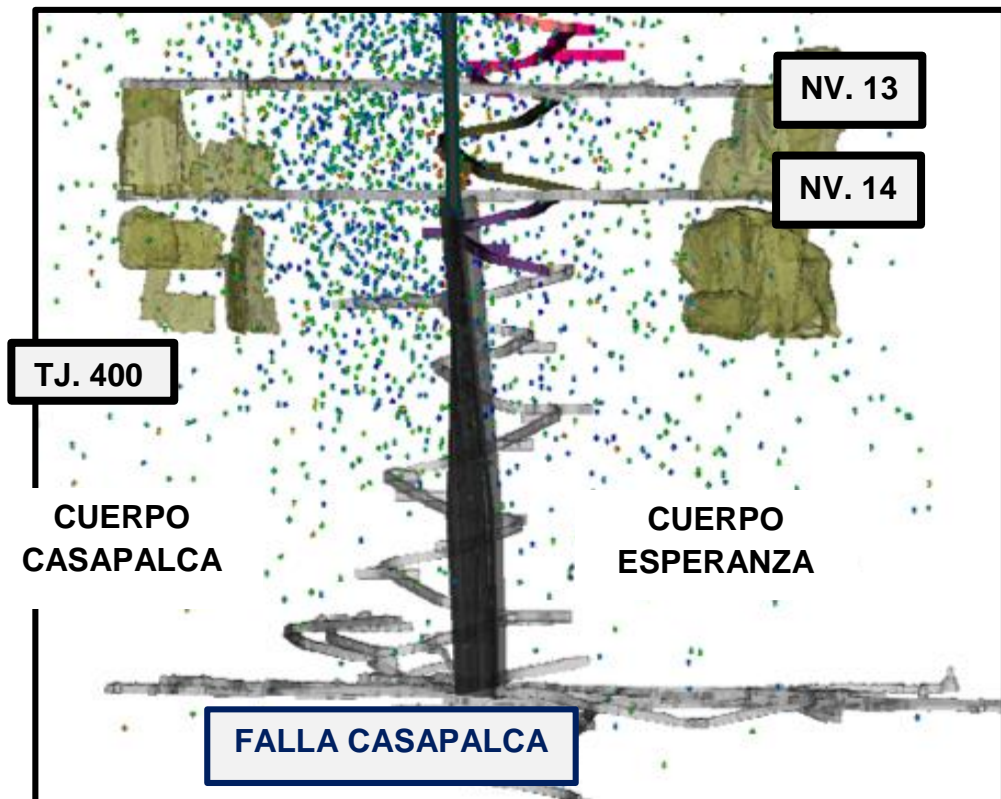 NV. 13
NV. 14
TJ. 400
CUERPO
CASAPALCA
CUERPO
ESPERANZA
FALLA CASAPALCA